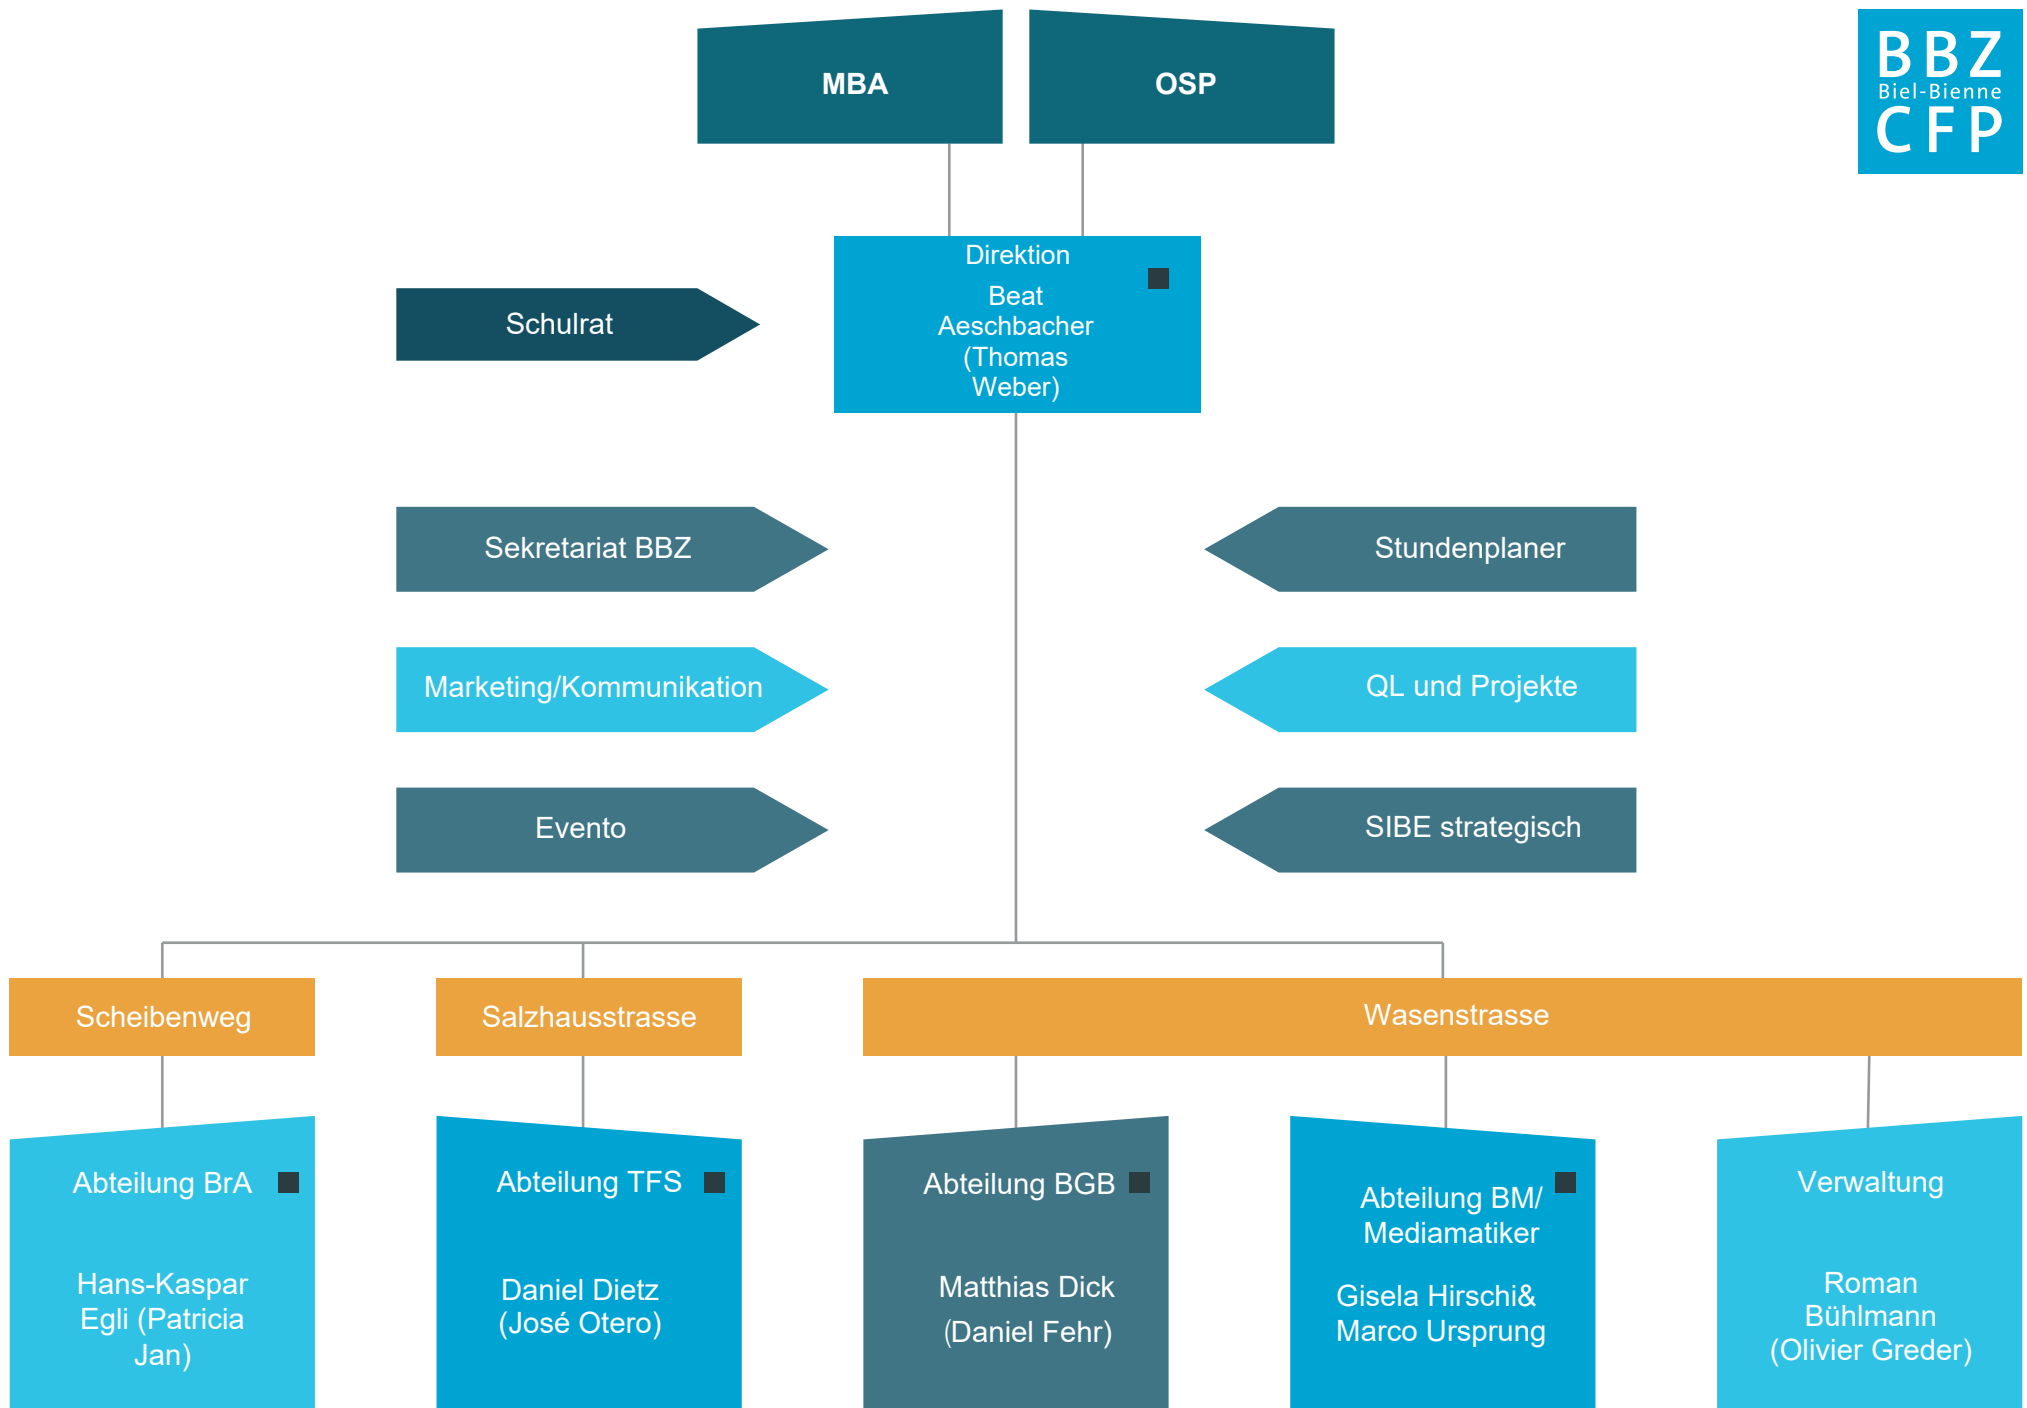 MBA
OSP
BBZ
Biel-Bienne
CFP
Direktion
Beat
Aeschbacher
(Thomas
Weber)
Schulrat
Sekretariat BBZ
Stundenplaner
Marketing/Kommunikation
QL und Projekte
Evento
SIBE strategisch
Scheibenweg
Salzhausstrasse
Wasenstrasse
Abteilung BrA
Hans-Kaspar
Egli (Patricia
Jan)
Abteilung TFS
Daniel Dietz
(José Otero)
Abteilung BGB
Matthias Dick
(Daniel Fehr)
Abteilung BM/
Mediamatiker
Gisela Hirschi&
Marco Ursprung
Verwaltung
Roman
Bühlmann
(Olivier Greder)